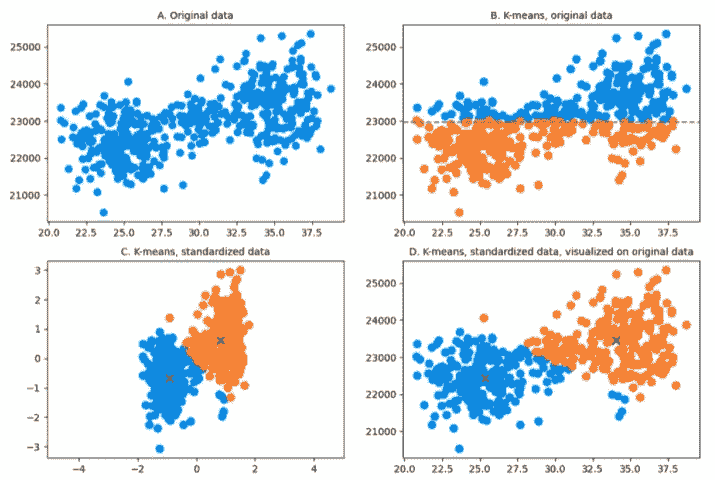 A. Original data
25000
24000
23000
22000
21000
20.0 22.5 25.0 27.5 30.0 32.5 35.0 37.5
B. K-means, original data
25000
24000
23000
22000
21000
20.0 22.5 25.0 27.5 30.0 32.5 35.0 37.5
C. K-means, standardized data
3
2
1
0
−1
−2
−3
−4 −2 0 2 4
D. K-means, standardized data, visualized on original data
25000
24000
23000
22000
21000
20.0 22.5 25.0 27.5 30.0 32.5 35.0 37.5